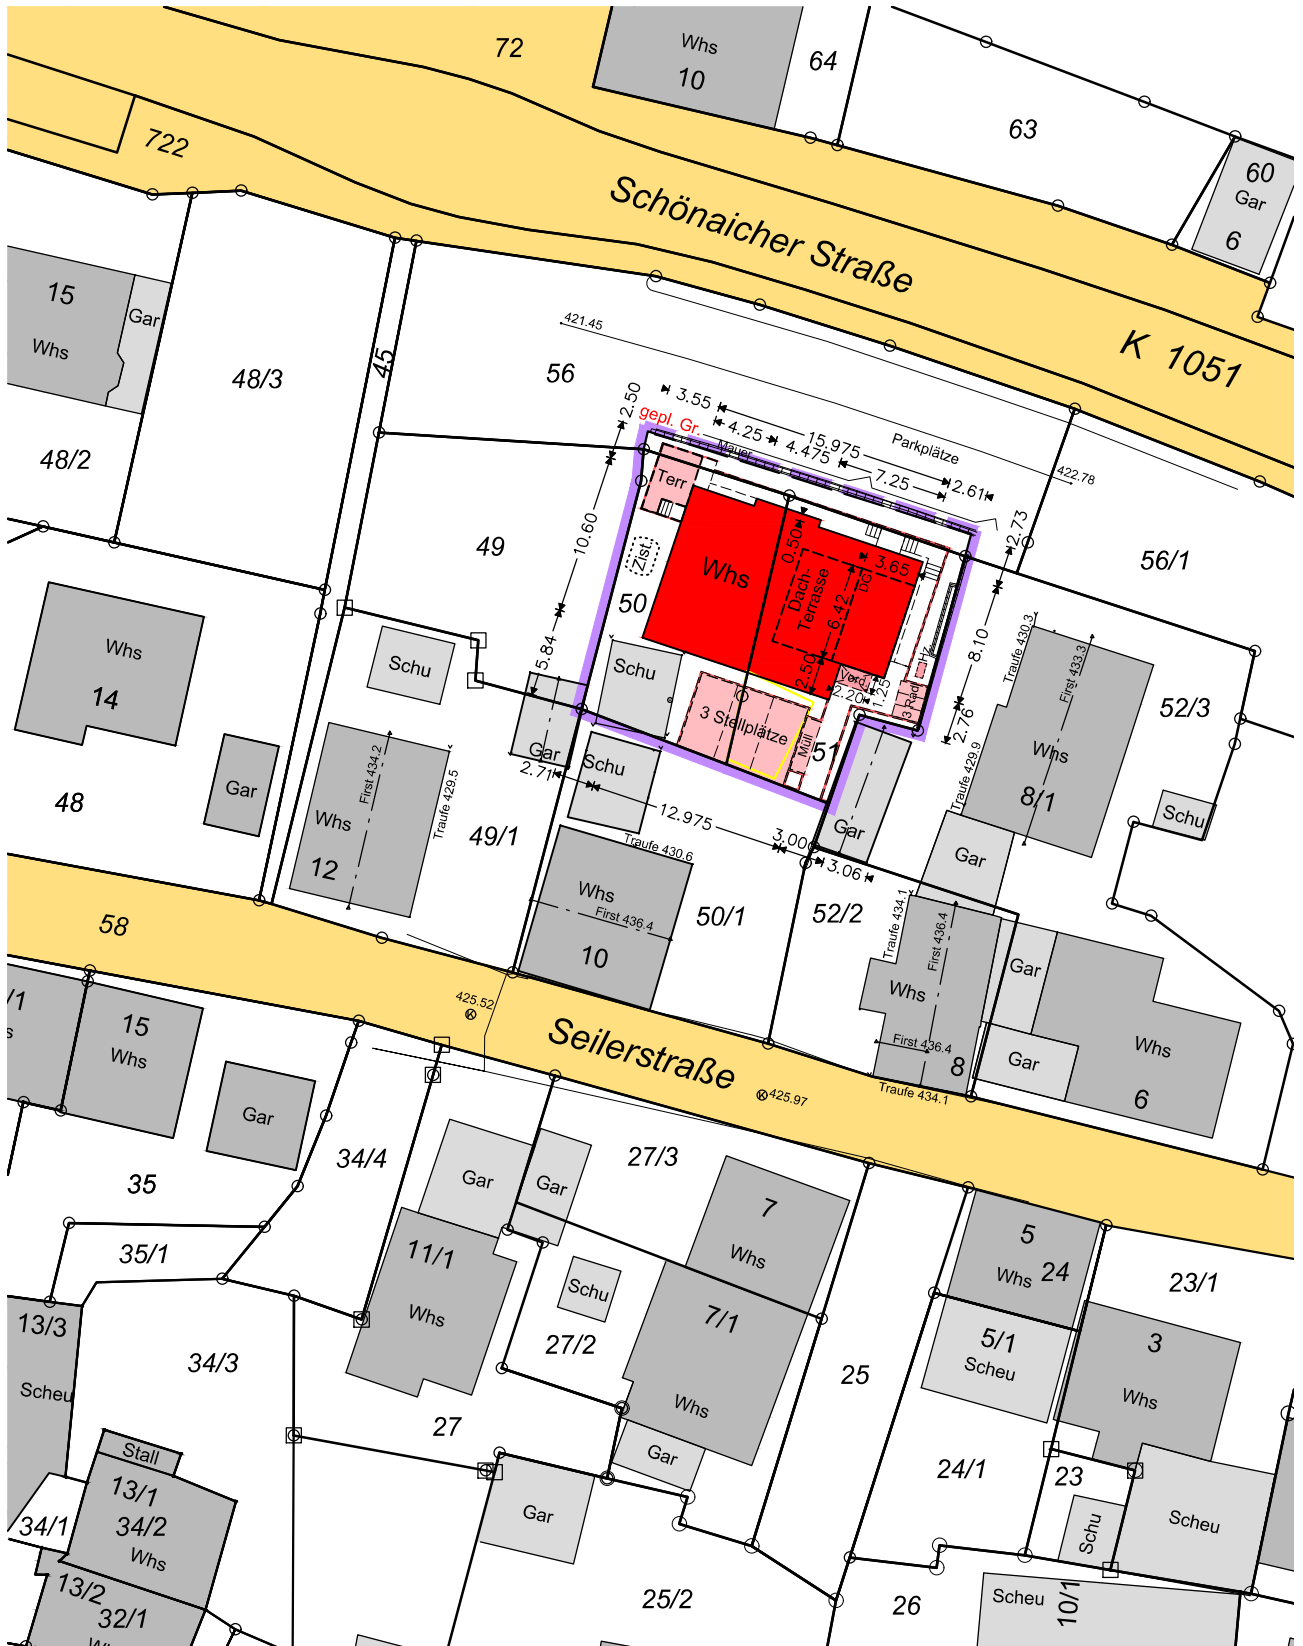 72
Whs
10
64
63
60
Gar
6
722
Schönaicher Straße
K 1051
15
Whs
Gar
48/3
45
56
421.45
2.50
3.55
gepl. Gr.
4.25
15.975
4.475
Mauer
7.25
2.61
Parkplätze
422.78
48/2
Terr
10.60
49
Zist.
50
Whs
0.50
3.65
Dach-
Terrasse
6.42
DG
2.73
56/1
8.10
Hz
Traufe 430.3
First 433.3
52/3
Whs
14
Schu
5.84
Schu
2.50
Vord.
2.20
1.25
3 Rad
2.76
3 Stellplätze
Müll
51
Whs
8/1
Traufe 429.9
Schu
Gar
2.71
Schu
Gar
48
First 434.2
Traufe 429.5
Whs
12
49/1
12.975
3.00
3.06
Gar
Gar
Traufe 430.6
Whs
First 436.4
10
50/1
52/2
Traufe 434.1
First 436.4
Whs
First 436.4
8
Traufe 434.1
Gar
Gar
Whs
6
58
425.52
Seilerstraße
425.97
/1
s
15
Whs
Gar
34/4
35
35/1
Gar
Gar
27/3
7
Whs
11/1
Whs
Schu
27/2
7/1
Whs
25
5
Whs
24
23/1
5/1
Scheu
3
Whs
13/3
Scheu
34/3
27
Gar
Gar
24/1
23
Schu
Scheu
Stall
13/1
34/2
Whs
34/1
13/2
32/1
25/2
26
Scheu
10/1